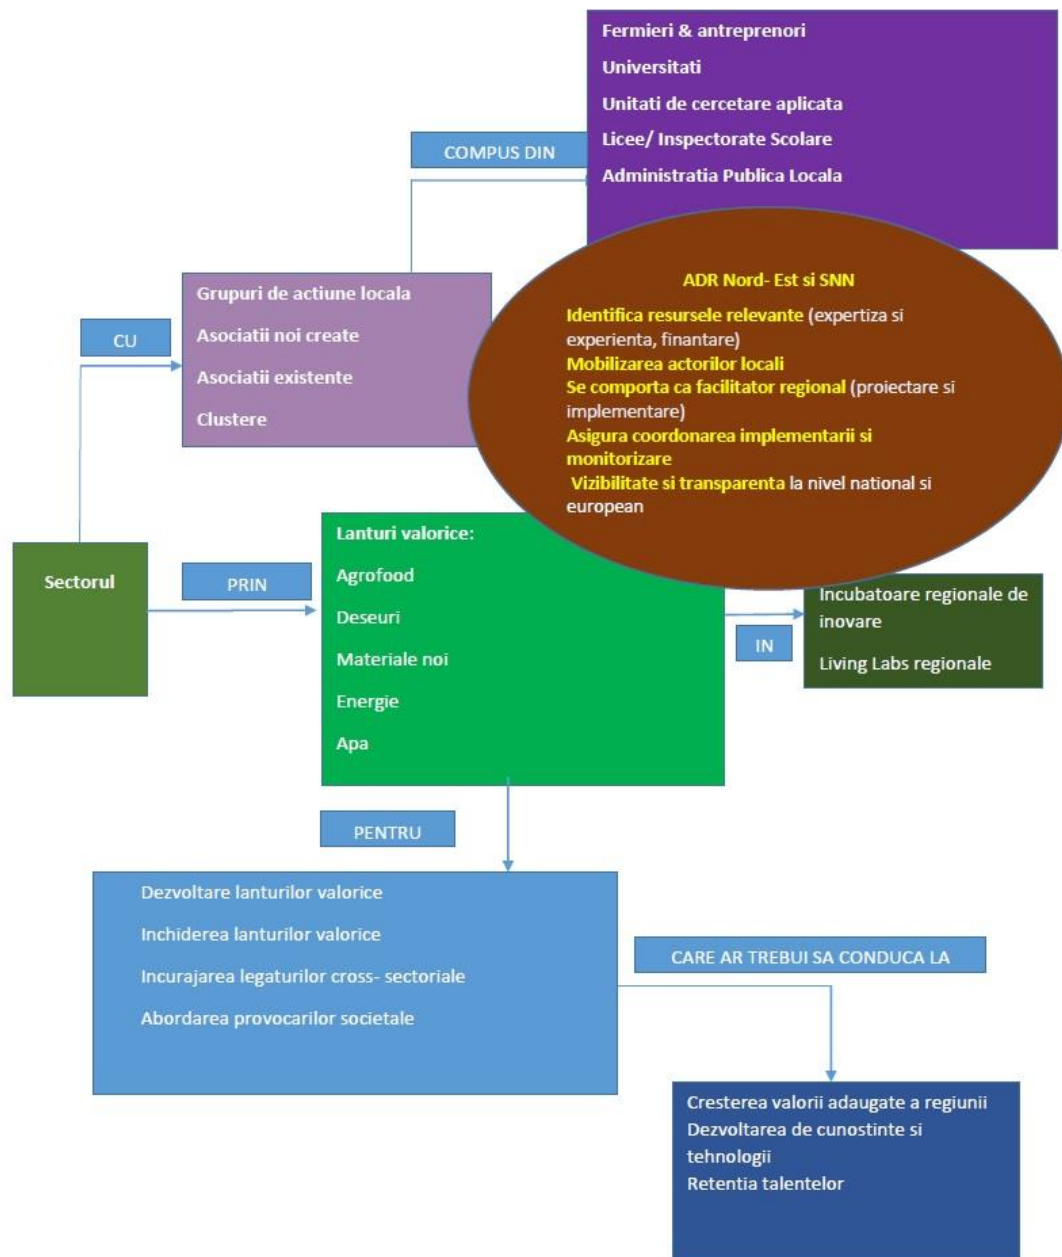 Fermieri & antreprenori
Universitati
Unitati de cercetare aplicata
Licee/ Inspectorate Scolare
Administratia Publica Locala
COMPUS DIN
ADR Nord- Est si SNN
Identifica resursele relevante (expertiza si
experienta, finantare)
Mobilizarea actorilor locali
Se comporta ca facilitator regional (proiectare si
implementare)
Asigura coordonarea implementarii si
monitorizare
Vizibilitate si transparenta la nivel national si
european
Grupuri de actiune locala
Asociatii noi create
Asociatii existente
Clustere
CU
Sectorul
PRIN
Lanturi valorice:
Agrofood
Deseuri
Materiale noi
Energie
Apa
IN
Incubatoare regionale de
inovare
Living Labs regionale
PENTRU
Dezvoltare lanturilor valorice
Inchiderea lanturilor valorice
Incurajarea legaturilor cross- sectoriale
Abordarea provocarilor societale
CARE AR TREBUI SA CONDUCA LA
Cresterea valorii adaugate a regiunii
Dezvoltarea de cunostinte si
tehnologii
Retentia talentelor